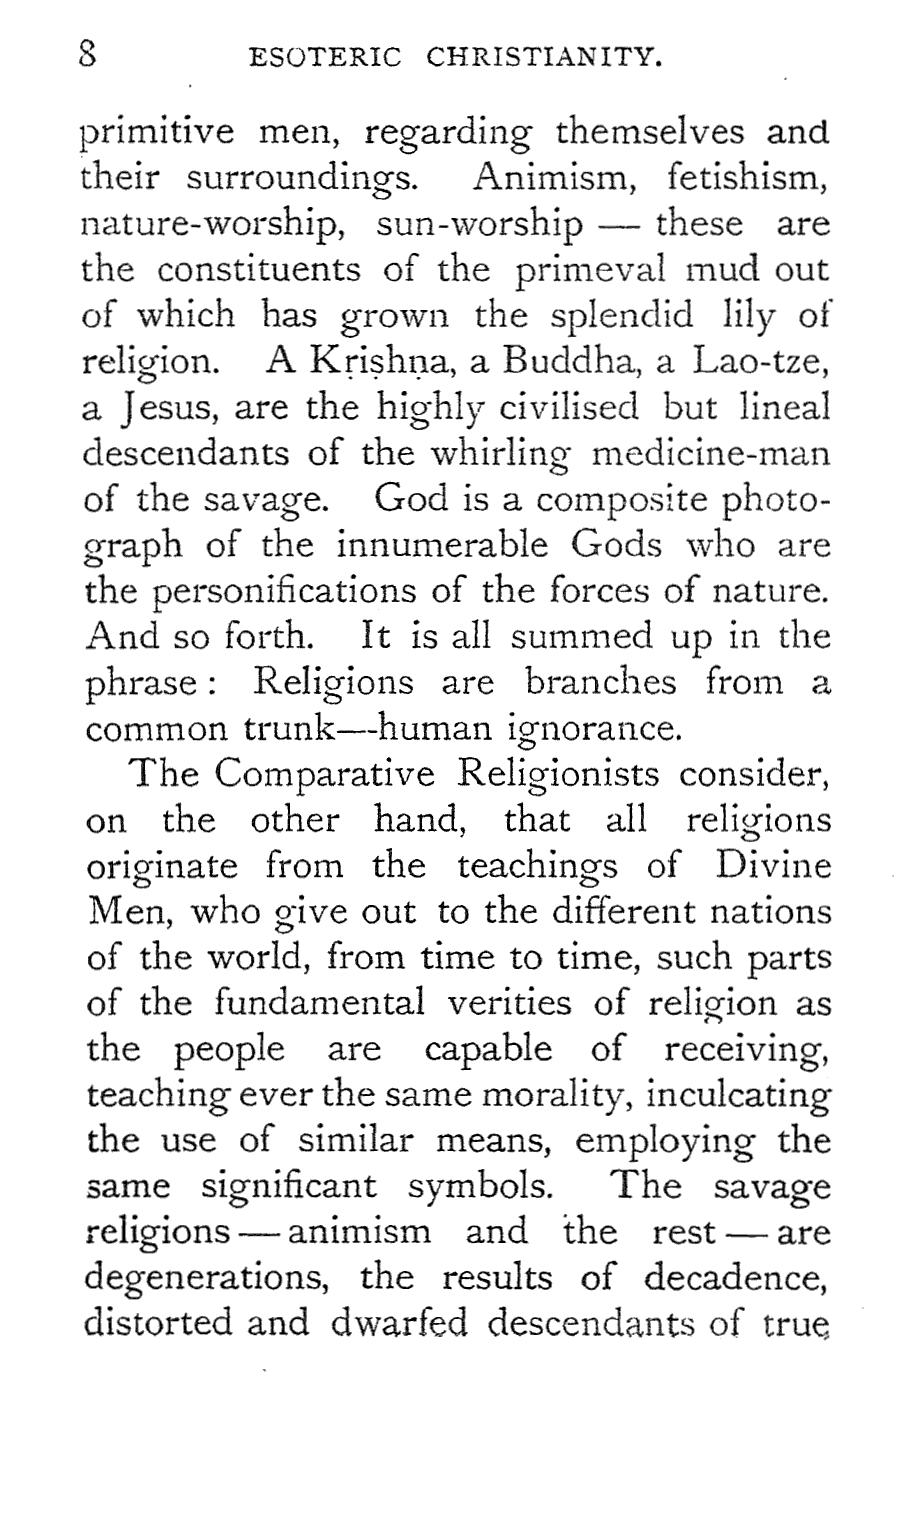 8 ESOTERIC CHRISTIANITY.
primitive men, regarding themselves and
their surroundings. Animism, fetishism,
nature-worship, sun-worship — these are
the constituents of the primeval mud out
of which has grown the splendid lily of
religion. A Kṛiṣhṇa, a Buddha, a Lao-tze,
a Jesus, are the highly civilised but lineal
descendants of the whirling medicine-man
of the savage. God is a composite photo-
graph of the innumerable Gods who are
the personifications of the forces of nature.
And so forth. It is all summed up in the
phrase : Religions are branches from a
common trunk—human ignorance.
The Comparative Religionists consider,
on the other hand, that all religions
originate from the teachings of Divine
Men, who give out to the different nations
of the world, from time to time, such parts
of the fundamental verities of religion as
the people are capable of receiving,
teaching ever the same morality, inculcating
the use of similar means, employing the
same significant symbols. The savage
religions — animism and the rest — are
degenerations, the results of decadence,
distorted and dwarfed descendants of true